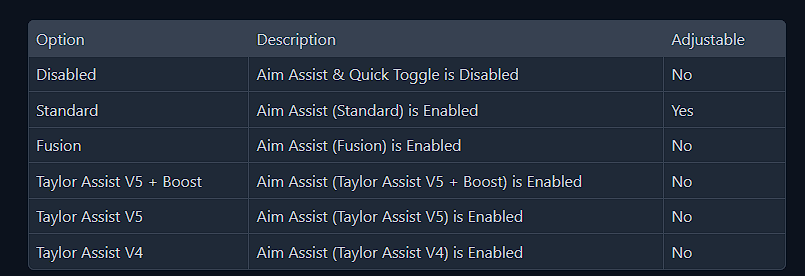 Option Description Adjustable
Disabled Aim Assist & Quick Toggle is Disabled No
Standard Aim Assist (Standard) is Enabled Yes
Fusion Aim Assist (Fusion) is Enabled No
Taylor Assist V5 + Boost Aim Assist (Taylor Assist V5 + Boost) is Enabled No
Taylor Assist V5 Aim Assist (Taylor Assist V5) is Enabled No
Taylor Assist V4 Aim Assist (Taylor Assist V4) is Enabled No